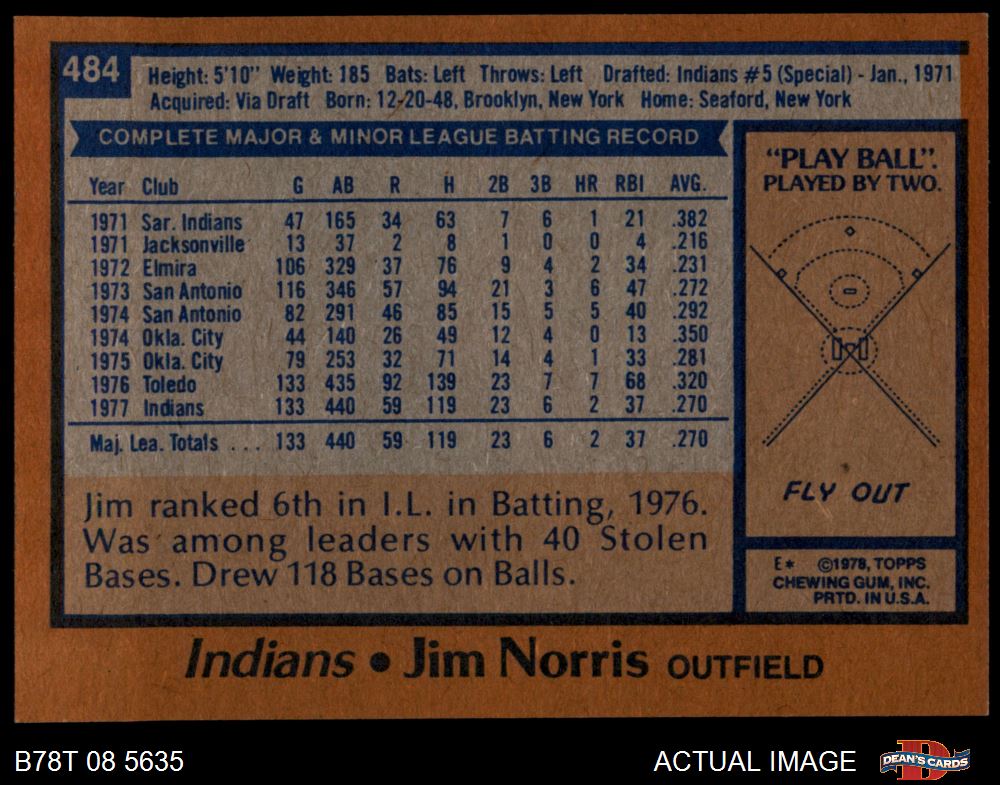 484
Height: 5'10" Weight: 185 Bats: Left Throws: Left Drafted: Indians #5 (Special) - Jan., 1971
Acquired: Via Draft Born: 12-20-48, Brooklyn, New York Home: Seaford, New York
COMPLETE MAJOR & MINOR LEAGUE BATTING RECORD
Year Club G AB R H 2B 3B HR RBI AVG.
1971 Sar. Indians 47 165 34 63 7 6 1 21 .382
1971 Jacksonville 13 37 2 8 1 0 0 4 .216
1972 Elmira 106 329 37 76 9 4 2 34 .231
1973 San Antonio 116 346 57 94 21 3 6 47 .272
1974 San Antonio 82 291 46 85 15 5 5 40 .292
1974 Okla. City 44 140 26 49 12 4 0 13 .350
1975 Okla. City 79 253 32 71 14 4 1 33 .281
1976 Toledo 133 435 92 139 23 7 7 68 .320
1977 Indians 133 440 59 119 23 6 2 37 .270
Maj. Lea. Totals ... 133 440 59 119 23 6 2 37 .270
Jim ranked 6th in I.L. in Batting, 1976.
Was among leaders with 40 Stolen
Bases. Drew 118 Bases on Balls.
"PLAY BALL".
PLAYED BY TWO.
FLY OUT
E* ©1978, TOPPS
CHEWING GUM, INC.
PRTD. IN U.S.A.
Indians • Jim Norris OUTFIELD
B78T 08 5635
ACTUAL IMAGE
D
DEAN'S CARDS